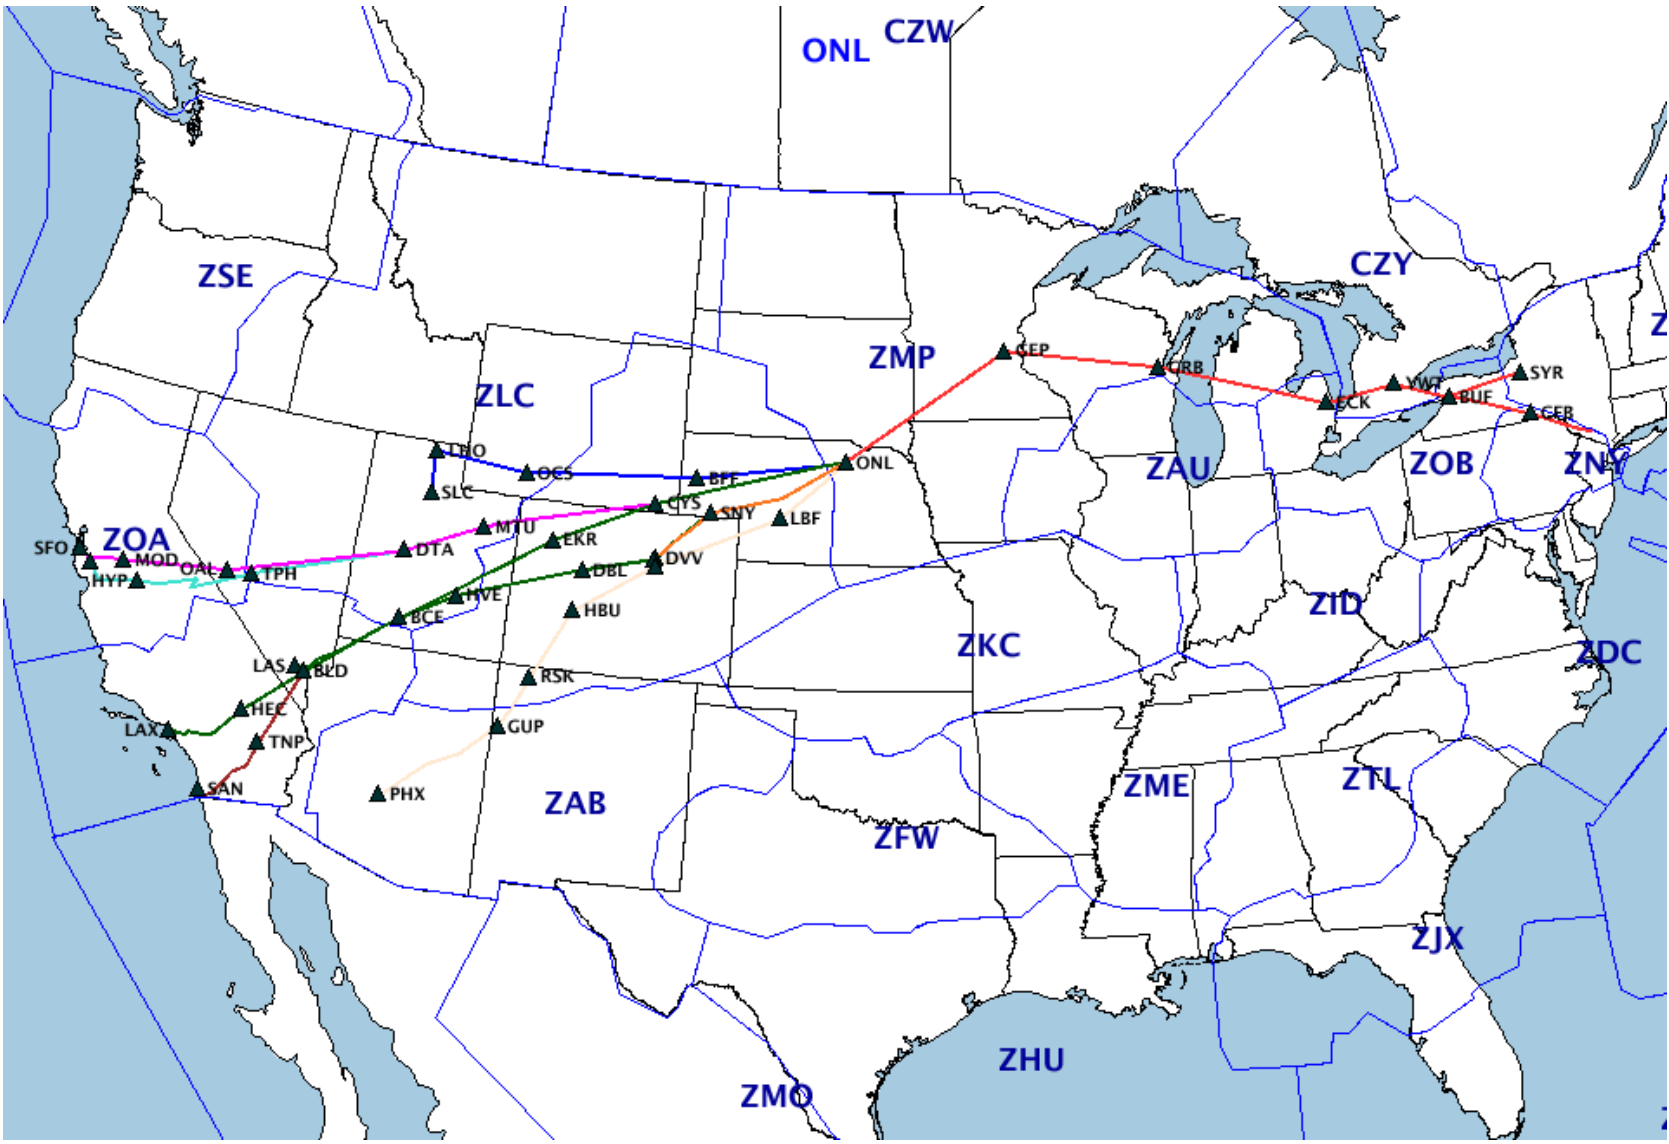 CZW
ONL
CZY
ZSE
ZMP
ZLC
GEP
GRB
ECK
YWT
BUF
SYR
CFB
ZAU
ZOB
ZNY
SLC
OCS
BFF
ONL
CYS
SNY
LBF
MTU
EKR
DTA
ZOA
SFO
MOD
OAL
HYP
TPH
DVV
DBL
HVE
HBU
BCE
ZID
ZKC
ZDC
LAS
BLD
RSK
HEC
GUP
LAX
TNP
SAN
PHX
ZAB
ZME
ZTL
ZFW
ZJX
ZHU
ZMO